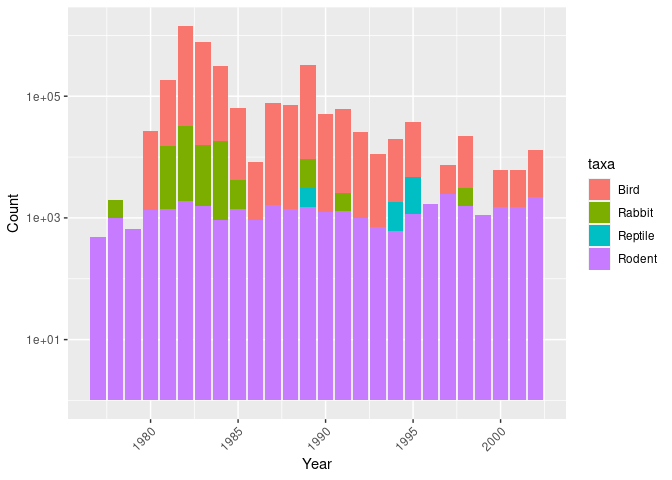 Count
1e+05
1e+03
1e+01
1980
1985
1990
1995
2000
Year
taxa
Bird
Rabbit
Reptile
Rodent